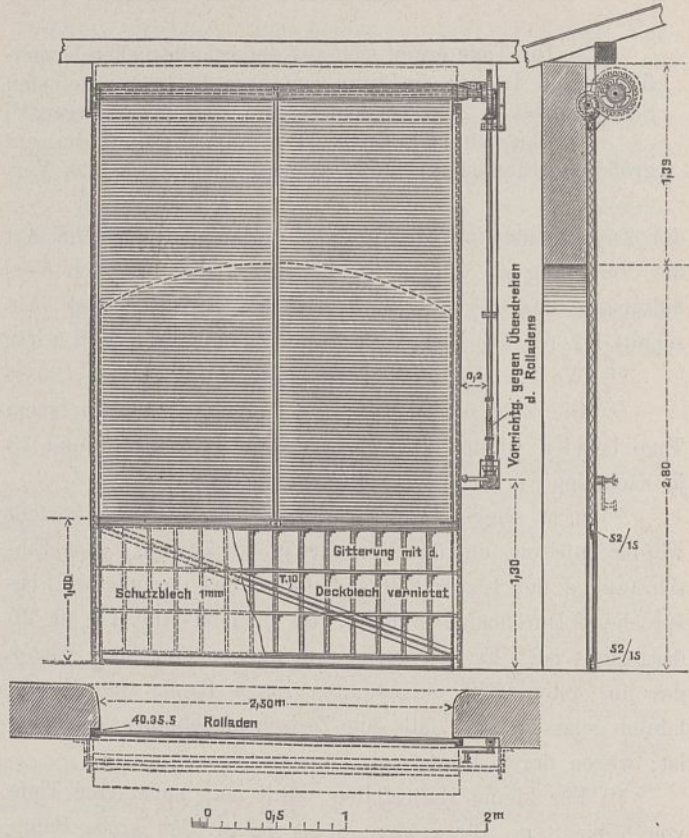 1,39
Vorrichtg. gegen Überdrehen
d. Rolladens
0,2
2,80
1,00
Gitterung mit d.
Schutzblech 1mm
T.10
Deckblech vernietet
1,30
52/15
52/15
2,50m
40.35.5 Rolladen
0 0,5 1 2m